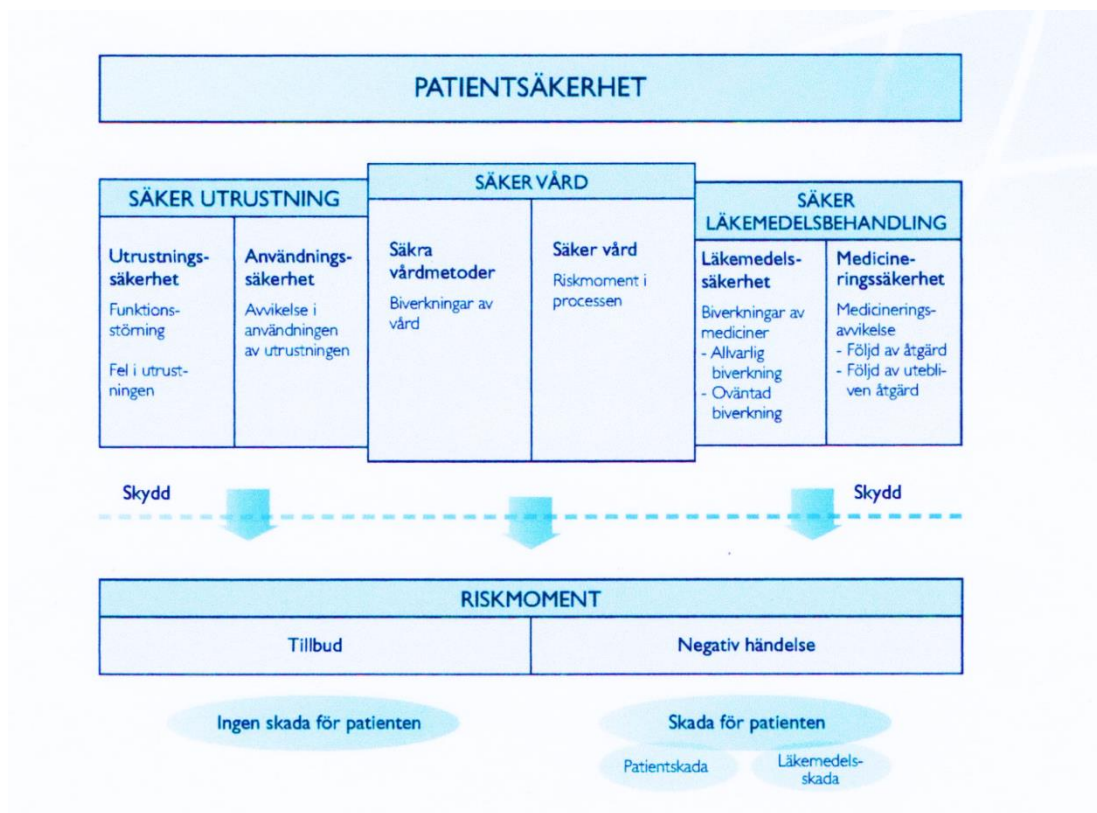 PATIENTSÄKERHET
SÄKER UTRUSTNING
Utrustnings-
säkerhet
Funktions-
störning
Fel i utrust-
ningen
Användnings-
säkerhet
Avvikelse i
användningen
av utrustningen
SÄKER VÅRD
Säkra
vårdmetoder
Biverkningar av
vård
Säker vård
Riskmoment i
processen
SÄKER
LÄKEMEDELSBEHANDLING
Läkemedels-
säkerhet
Biverkningar av
mediciner
- Allvarlig
biverkning
- Oväntad
biverkning
Medicine-
ringssäkerhet
Medicinerings-
avvikelse
- Följd av åtgärd
- Följd av utebli-
ven åtgärd
Skydd
Skydd
RISKMOMENT
Tillbud
Negativ händelse
Ingen skada för patienten
Skada för patienten
Patientskada
Läkemedels-
skada